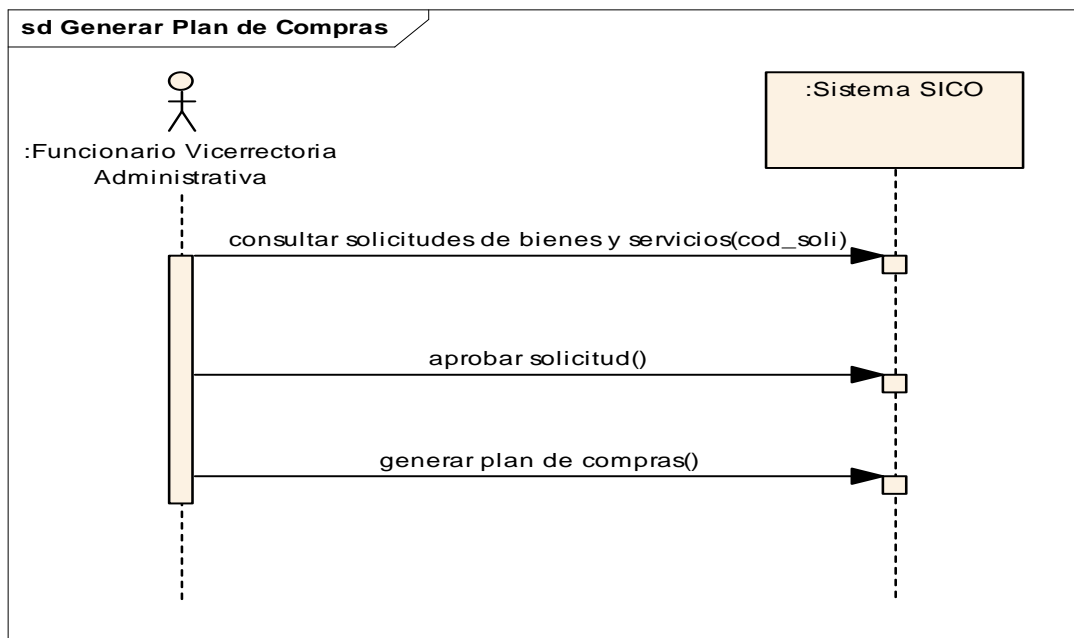 sd Generar Plan de Compras
:Funcionario Vicerrectoria
Administrativa
:Sistema SICO
consultar solicitudes de bienes y servicios(cod_soli)
aprobar solicitud()
generar plan de compras()